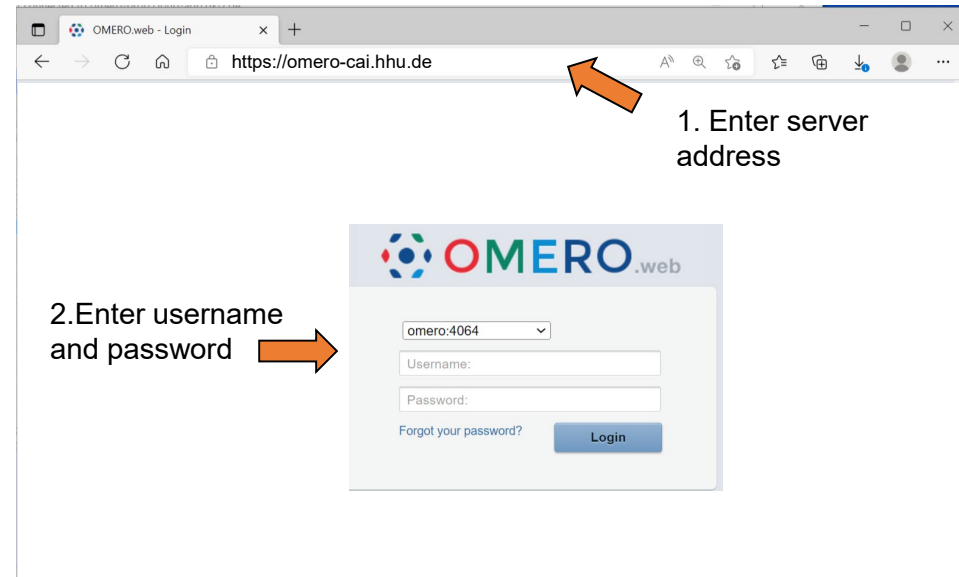 OMERO.web - Login
https://omero-cai.hhu.de
1. Enter server
address
OMERO.web
2.Enter username
and password
omero:4064
Username:
Password:
Forgot your password?
Login